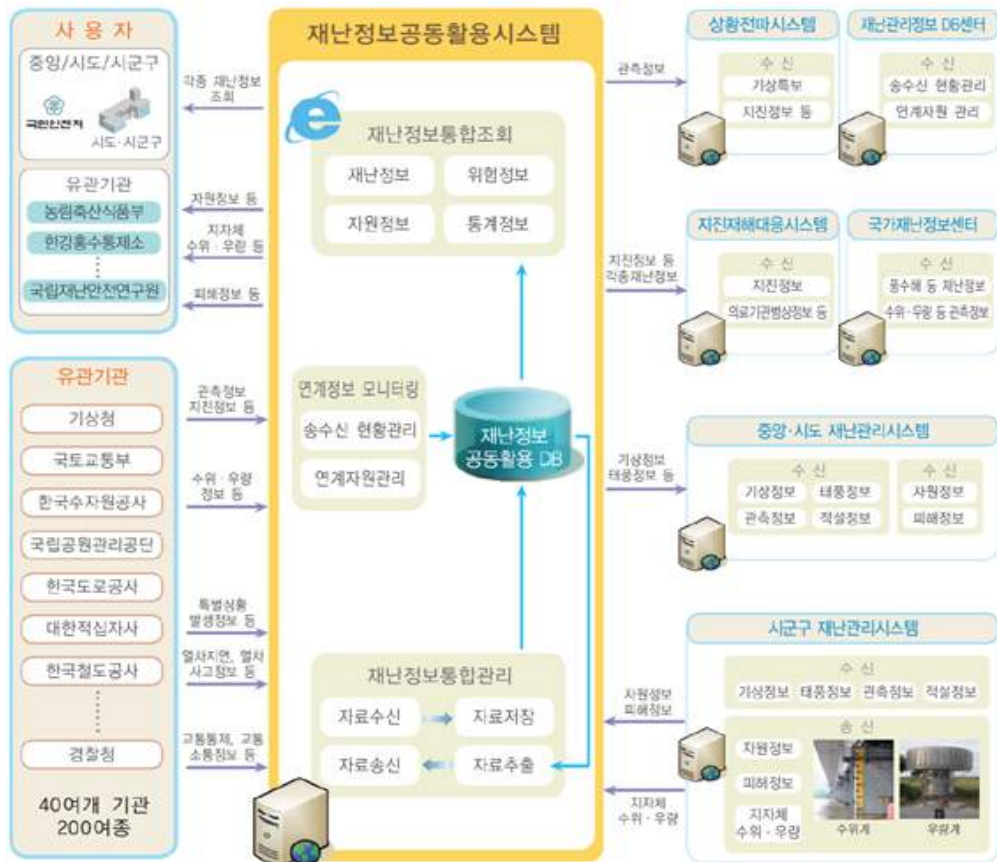 사 용 자
중앙/시도/시군구
국민안전처
시도·시군구
유관기관
농림축산식품부
한강홍수통제소
국립재난안전연구원
각종 재난정보
조회
자원정보 등
지자체
수위·우량 등
피해정보 등
유관기관
기상청
국토교통부
한국수자원공사
국립공원관리공단
한국도로공사
대한적십자사
한국철도공사
경찰청
40여개 기관
200여종
관측정보
지진정보 등
수위·우량
정보 등
특별상황
발생정보 등
열차지연, 열차
사고정보 등
교통통제, 교통
소통정보 등
재난정보공동활용시스템
재난정보통합조회
재난정보
위험정보
자원정보
통계정보
연계정보 모니터링
송수신 현황관리
연계자원관리
재난정보
공동활용 DB
재난정보통합관리
자료수신
자료저장
자료송신
자료추출
관측정보
지진정보 등
각종재난정보
기상정보
태풍정보 등
자원정보
피해정보
지자체
수위·우량
상황전파시스템
수 신
기상특보
지진정보 등
재난관리정보 DB센터
수 신
송수신 현황관리
연계자원 관리
지진재해대응시스템
수 신
지진정보
의료기관병상정보 등
국가재난정보센터
수 신
풍수해 등 재난정보
수위·우량 등 관측정보
중앙·시도 재난관리시스템
수 신
기상정보
태풍정보
관측정보
적설정보
수 신
자원정보
피해정보
시군구 재난관리시스템
수 신
기상정보
태풍정보
관측정보
적설정보
송 신
자원정보
피해정보
지자체
수위·우량
수위계
우량계